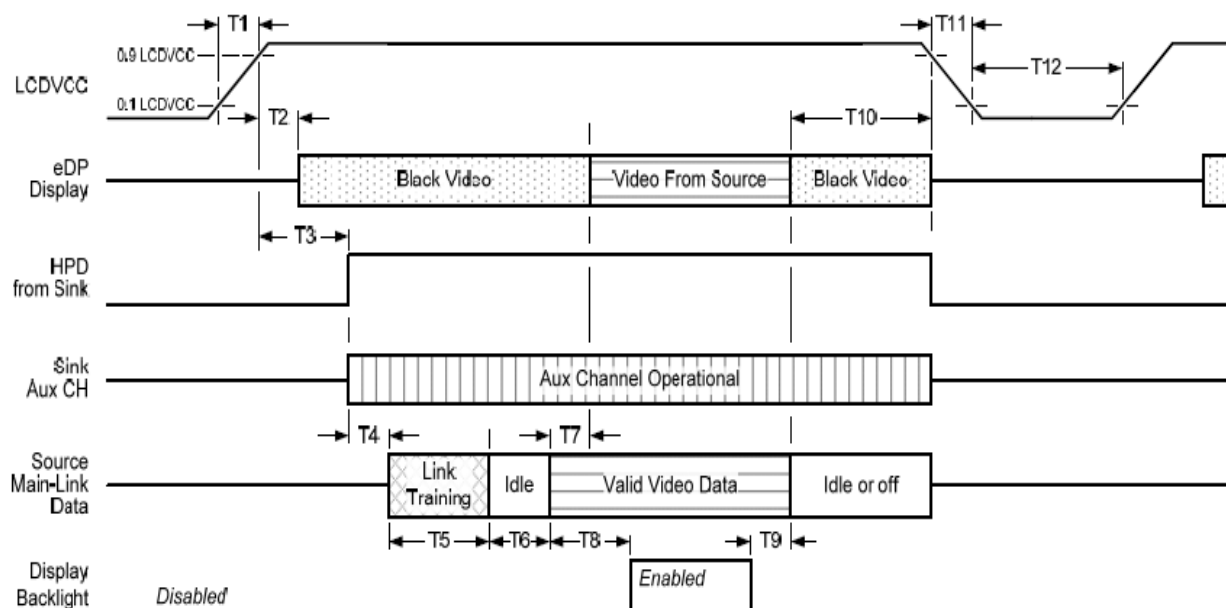 T1
T11
0.9 LCDVCC
T12
LCDVCC
0.1 LCDVCC
T2
T10
eDP
Display
Black Video
Video From Source
Black Video
T3
HPD
from Sink
Sink
Aux CH
Aux Channel Operational
T4
T7
Source
Main-Link
Data
Link
Training
Idle
Valid Video Data
Idle or off
T5
T6
T8
T9
Display
Backlight
Disabled
Enabled